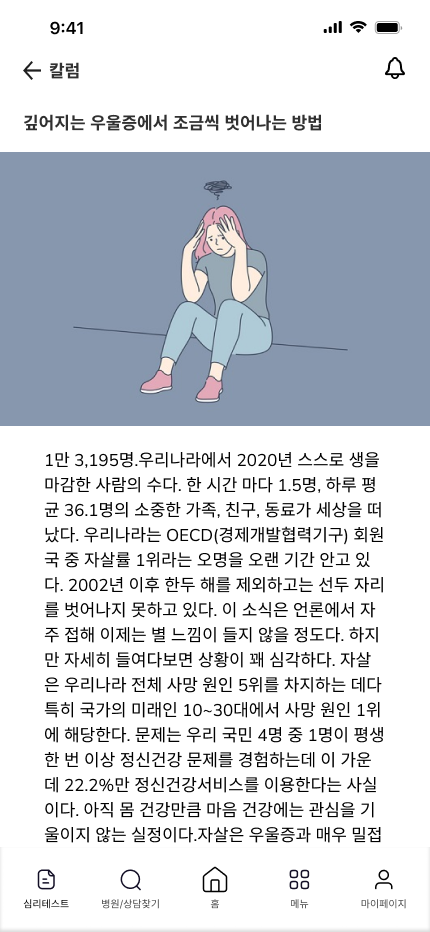 9:41
칼럼
깊어지는 우울증에서 조금씩 벗어나는 방법
1만 3,195명.우리나라에서 2020년 스스로 생을
마감한 사람의 수다. 한 시간 마다 1.5명, 하루 평
균 36.1명의 소중한 가족, 친구, 동료가 세상을 떠
났다. 우리나라는 OECD(경제개발협력기구) 회원
국 중 자살률 1위라는 오명을 오랜 기간 안고 있
다. 2002년 이후 한두 해를 제외하고는 선두 자리
를 벗어나지 못하고 있다. 이 소식은 언론에서 자
주 접해 이제는 별 느낌이 들지 않을 정도다. 하지
만 자세히 들여다보면 상황이 꽤 심각하다. 자살
은 우리나라 전체 사망 원인 5위를 차지하는 데다
특히 국가의 미래인 10~30대에서 사망 원인 1위
에 해당한다. 문제는 우리 국민 4명 중 1명이 평생
한 번 이상 정신건강 문제를 경험하는데 이 가운
데 22.2%만 정신건강서비스를 이용한다는 사실
이다. 아직 몸 건강만큼 마음 건강에는 관심을 기
울이지 않는 실정이다.자살은 우울증과 매우 밀접
심리테스트
병원/상담찾기
홈
메뉴
마이페이지